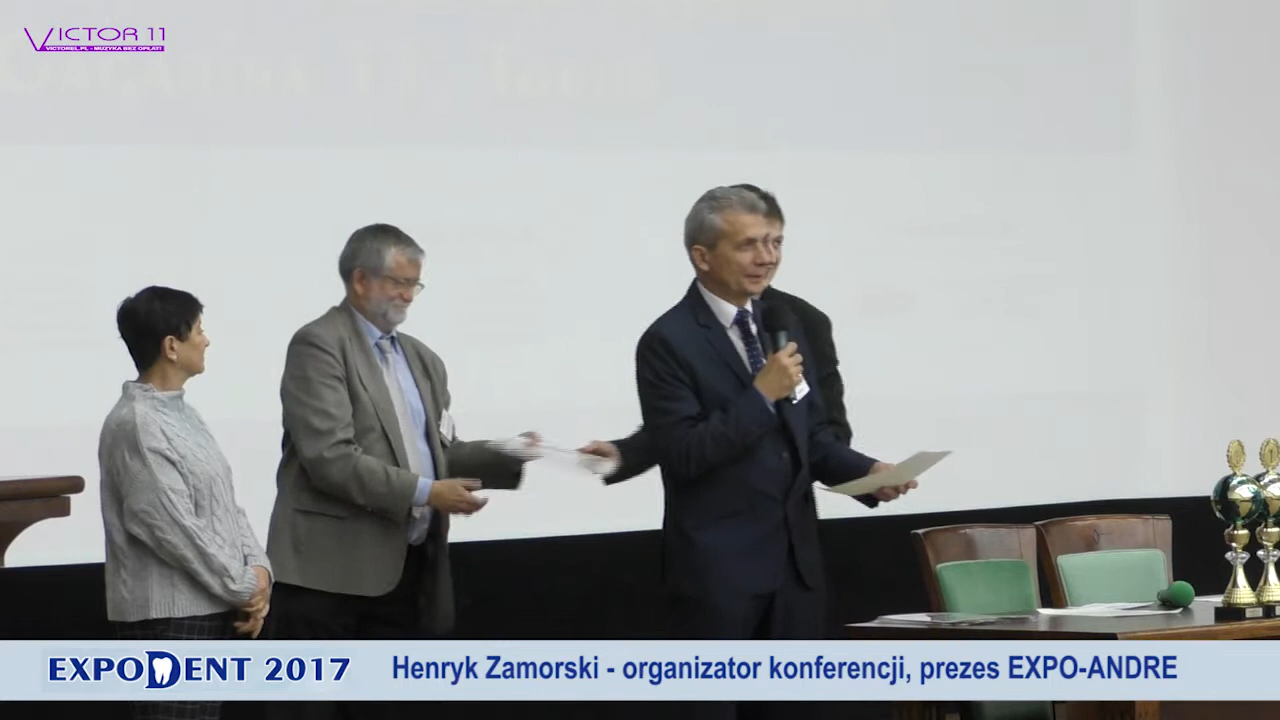 VICTOR 11
VICTOREL.PL - MUZYKA BEZ OPŁAT!
EXPODENT 2017
Henryk Zamorski - organizator konferencji, prezes EXPO-ANDRE